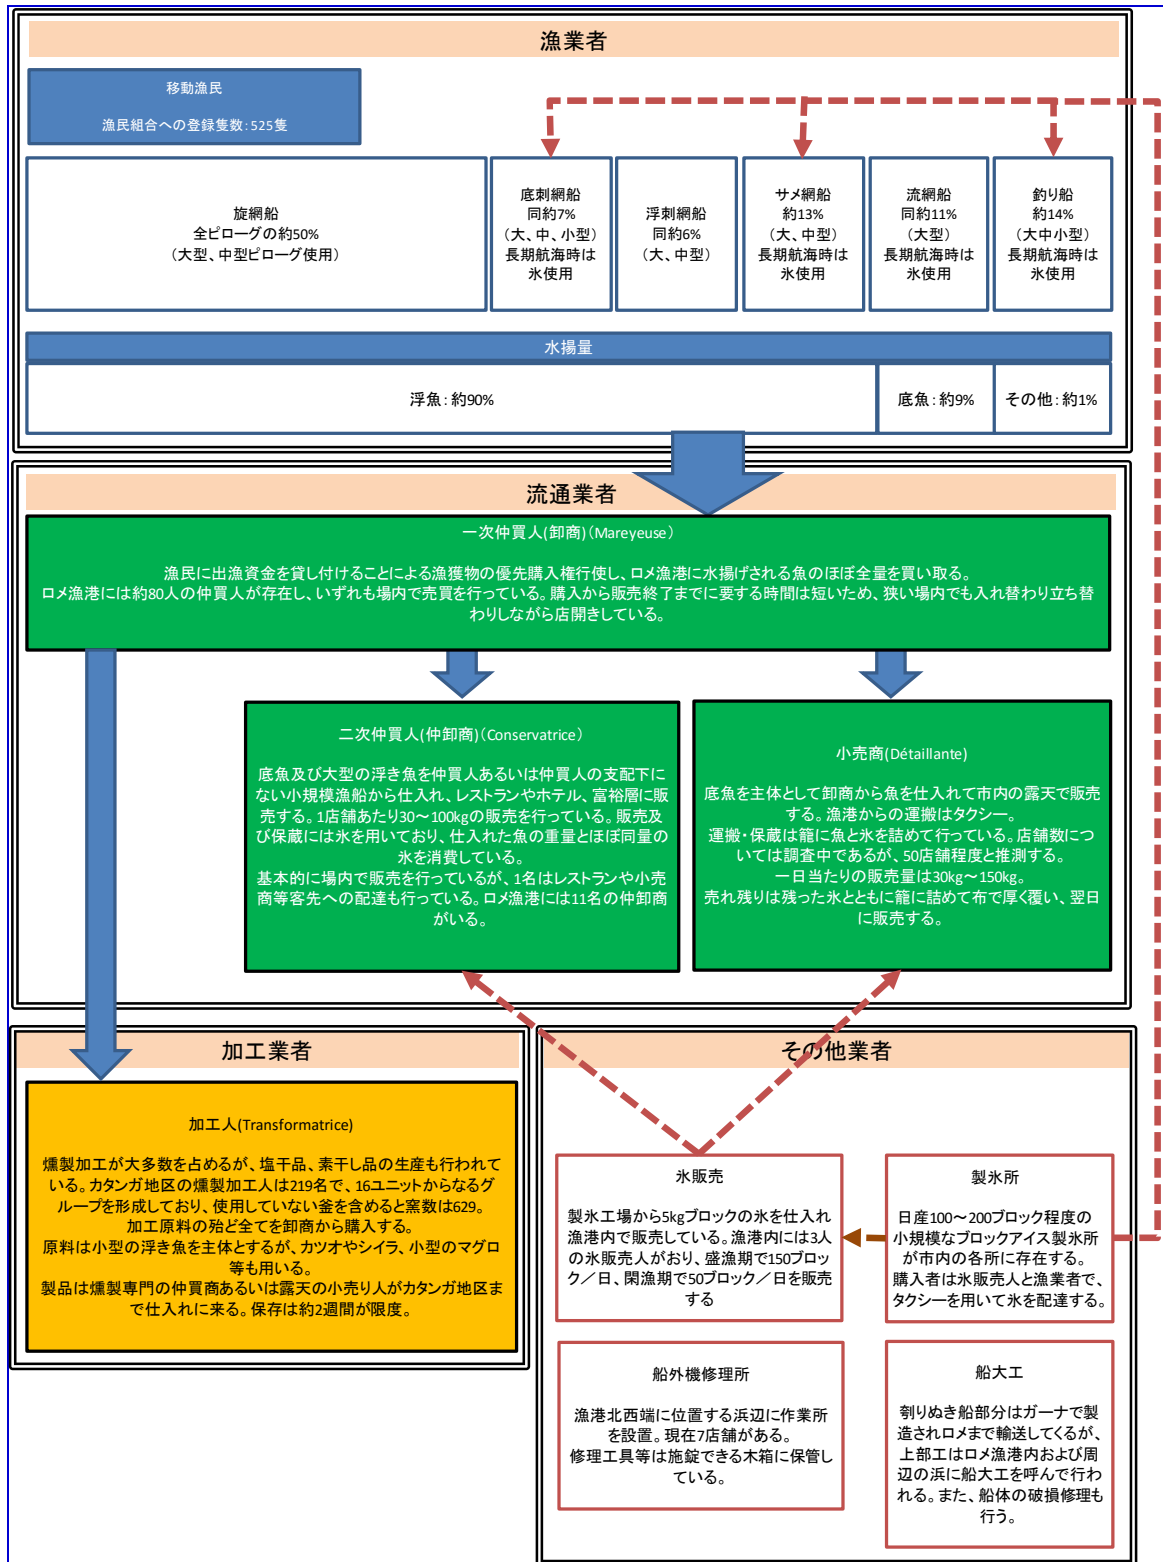 漁業者
移動漁民
漁民組合への登録隻数：525隻
旋網船
全ピローグの約50%
（大型、中型ピローグ使用）
底刺網船
同約7%
（大、中、小型）
長期航海時は
氷使用
浮刺網船
同約6%
（大、中型）
サメ網船
約13%
（大、中型）
長期航海時は
氷使用
流網船
同約11%
（大型）
長期航海時は
氷使用
釣り船
約14%
（大中小型）
長期航海時は
氷使用
水揚量
浮魚：約90%
底魚：約9%
その他：約1%
流通業者
一次仲買人(卸商)（Mareyeuse）
漁民に出漁資金を貸し付けることによる漁獲物の優先購入権行使し、ロメ漁港に水揚げされる魚のほぼ全量を買い取る。
ロメ漁港には約80人の仲買人が存在し、いずれも場内で売買を行っている。購入から販売終了までに要する時間は短いため、狭い場内でも入れ替わり立ち替
わりしながら店開きしている。
二次仲買人(仲卸商)（Conservatrice）
底魚及び大型の浮き魚を仲買人あるいは仲買人の支配下に
ない小規模漁船から仕入れ、レストランやホテル、富裕層に販
売する。1店舗あたり30～100kgの販売を行っている。販売及
び保蔵には氷を用いており、仕入れた魚の重量とほぼ同量の
氷を消費している。
基本的に場内で販売を行っているが、1名はレストランや小売
商等客先への配達も行っている。ロメ漁港には11名の仲卸商
がいる。
小売商(Détaillante)
底魚を主体として卸商から魚を仕入れて市内の露天で販売
する。漁港からの運搬はタクシー。
運搬・保蔵は籠に魚と氷を詰めて行っている。店舗数につ
いては調査中であるが、50店舗程度と推測する。
一日当たりの販売量は30kg～150kg。
売れ残りは残った氷とともに籠に詰めて布で厚く覆い、翌日
に販売する。
加工業者
加工人(Transformatrice)
燻製加工が大多数を占めるが、塩干品、素干し品の生産も行われて
いる。カタンガ地区の燻製加工人は219名で、16ユニットからなるグ
ループを形成しており、使用していない釜を含めると窯数は629。
加工原料の殆ど全てを卸商から購入する。
原料は小型の浮き魚を主体とするが、カツオやシイラ、小型のマグロ
等も用いる。
製品は燻製専門の仲買商あるいは露天の小売り人がカタンガ地区ま
で仕入れに来る。保存は約2週間が限度。
その他業者
氷販売
製氷工場から5kgブロックの氷を仕入れ
漁港内で販売している。漁港内には3人
の氷販売人がおり、盛漁期で150ブロッ
ク／日、閑漁期で50ブロック／日を販売
する
製氷所
日産100～200ブロック程度の
小規模なブロックアイス製氷所
が市内の各所に存在する。
購入者は氷販売人と漁業者で、
タクシーを用いて氷を配達する。
船外機修理所
漁港北西端に位置する浜辺に作業所
を設置。現在7店舗がある。
修理工具等は施錠できる木箱に保管し
ている。
船大工
刳りぬき船部分はガーナで製
造されロメまで輸送してくるが、
上部工はロメ漁港内および周
辺の浜に船大工を呼んで行わ
れる。また、船体の破損修理も
行う。